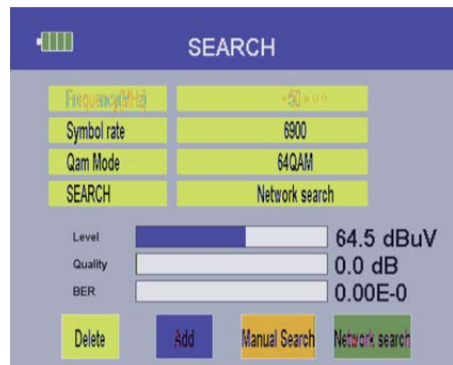 SEARCH
Frequency(MHz)
Symbol rate 6900
Qam Mode 64QAM
SEARCH Network search
Level 64.5 dBuV
Quality 0.0 dB
BER 0.00E-0
Delete Add Manual Search Network search